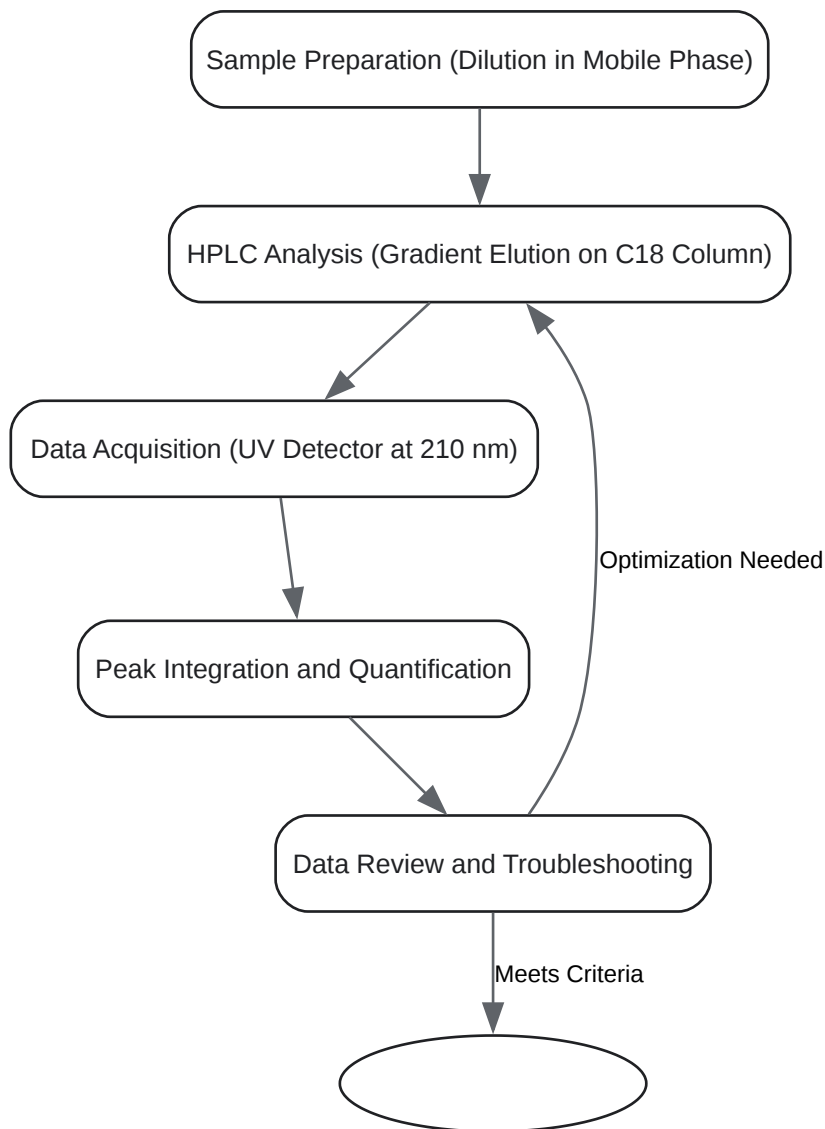 Sample Preparation (Dilution in Mobile Phase)
HPLC Analysis (Gradient Elution on C18 Column)
Data Acquisition (UV Detector at 210 nm)
Optimization Needed
Peak Integration and Quantification
Data Review and Troubleshooting
Meets Criteria